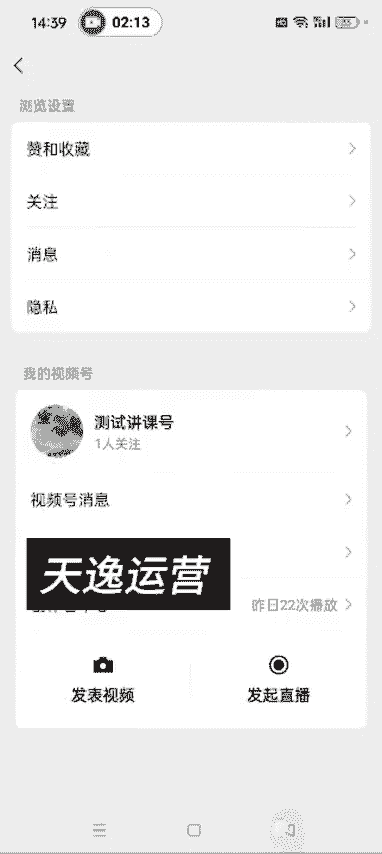 14:39
02:13
浏览设置
赞和收藏
关注
消息
隐私
我的视频号
测试讲课号
1人关注
视频号消息
天逸运营
昨日22次播放
发表视频
发起直播